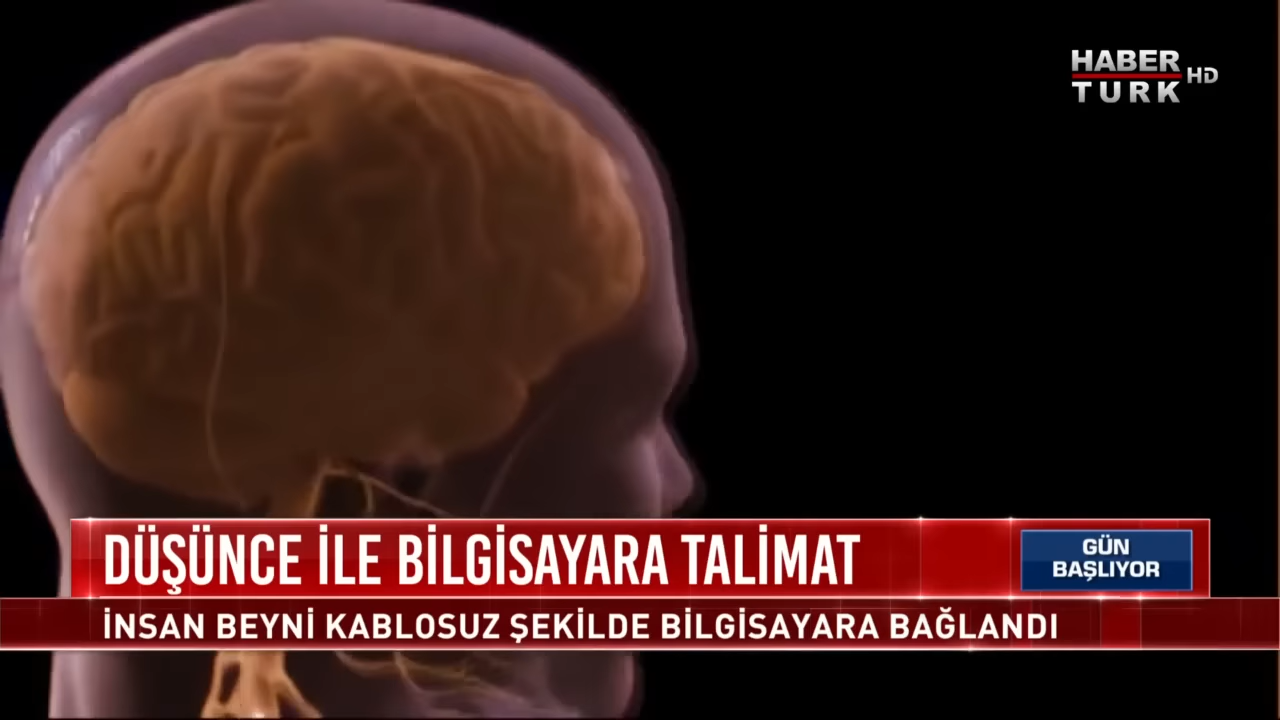 HABER
TURK HD
DÜŞÜNCE İLE BİLGİSAYARA TALİMAT
GÜN
BAŞLIYOR
İNSAN BEYNİ KABLOSUZ ŞEKİLDE BİLGİSAYARA BAĞLANDI